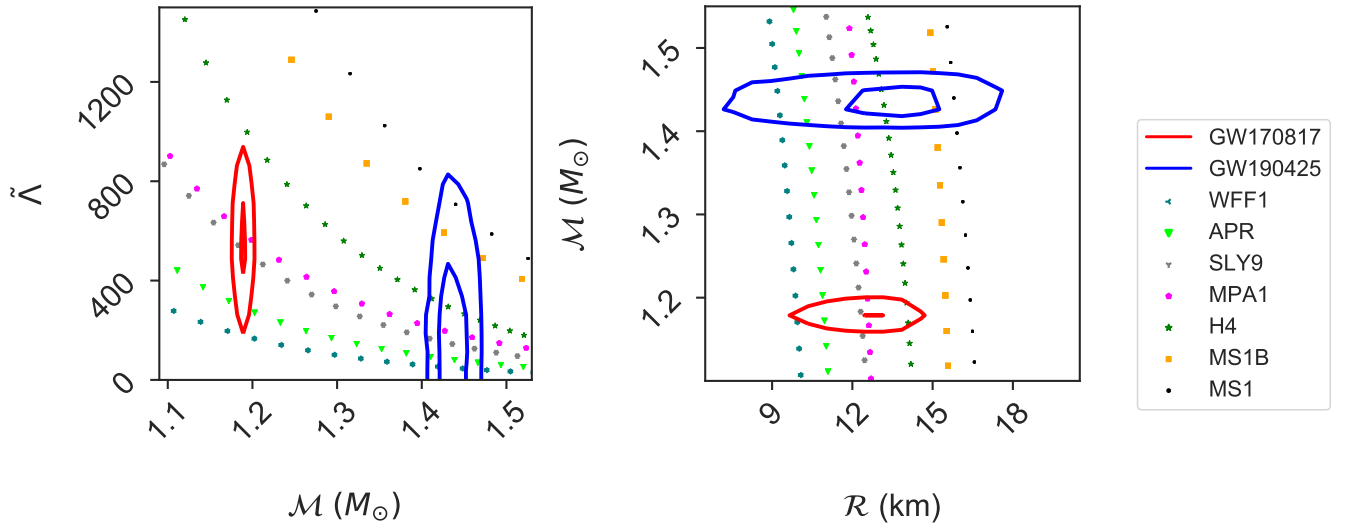 1200
800
400
0
Λ̃
1.1
1.2
1.3
1.4
1.5
ℳ (M⊙)
1.5
1.4
1.3
1.2
ℳ (M⊙)
9
12
15
18
ℛ (km)
GW170817
GW190425
WFF1
APR
SLY9
MPA1
H4
MS1B
MS1